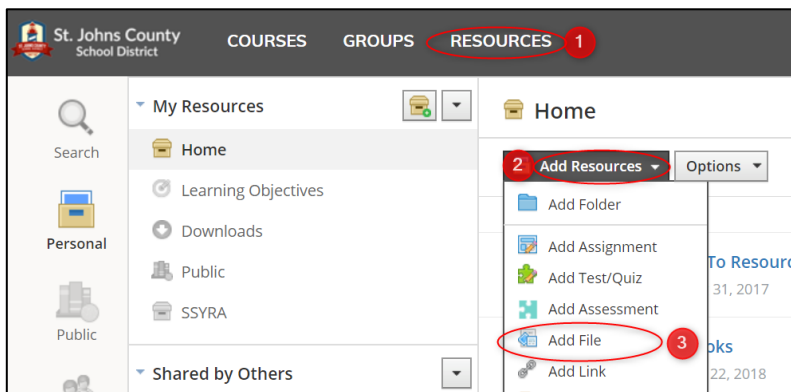 St. Johns County
School District
COURSES
GROUPS
RESOURCES
1
Search
Personal
Public
My Resources
Home
Learning Objectives
Downloads
Public
SSYRA
Shared by Others
Home
2
Add Resources
Options
Add Folder
Add Assignment
Add Test/Quiz
Add Assessment
Add File
3
Add Link
To Resourc
31, 2017
oks
22, 2018